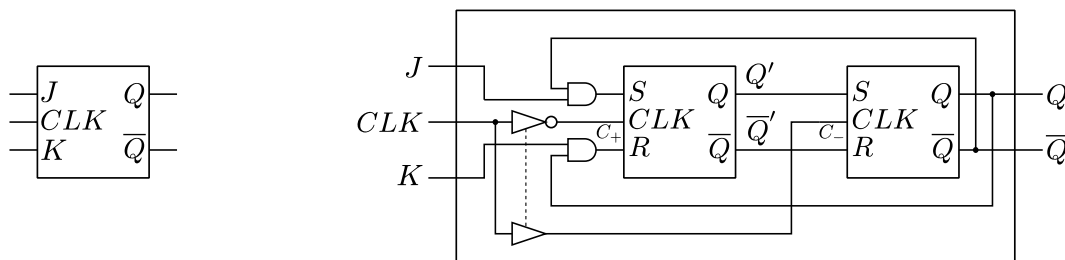 J Q
CLK
K Q̅
J
CLK
K
S Q
C₊ CLK
R Q̅
Q′
Q̅′
S Q
C₋ CLK
R Q̅
Q
Q̅